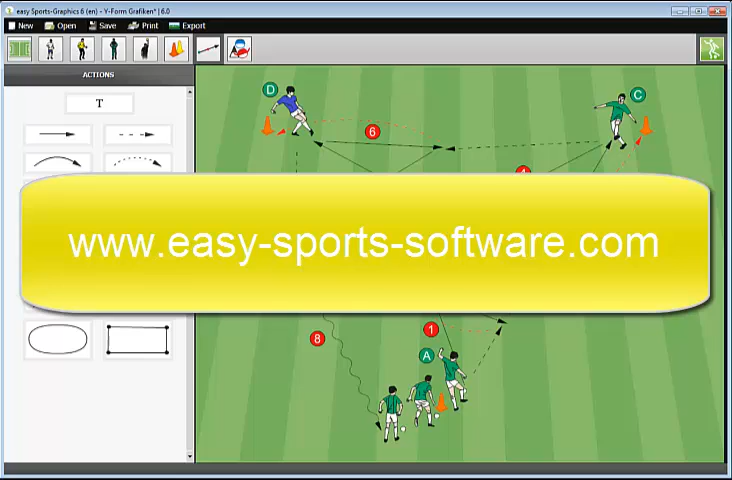 easy Sports-Graphics 6 (en) - Y-Form Grafiken* | 6.0
New Open Save Print Export
ACTIONS
T
D
C
6
www.easy-sports-software.com
1
8
A